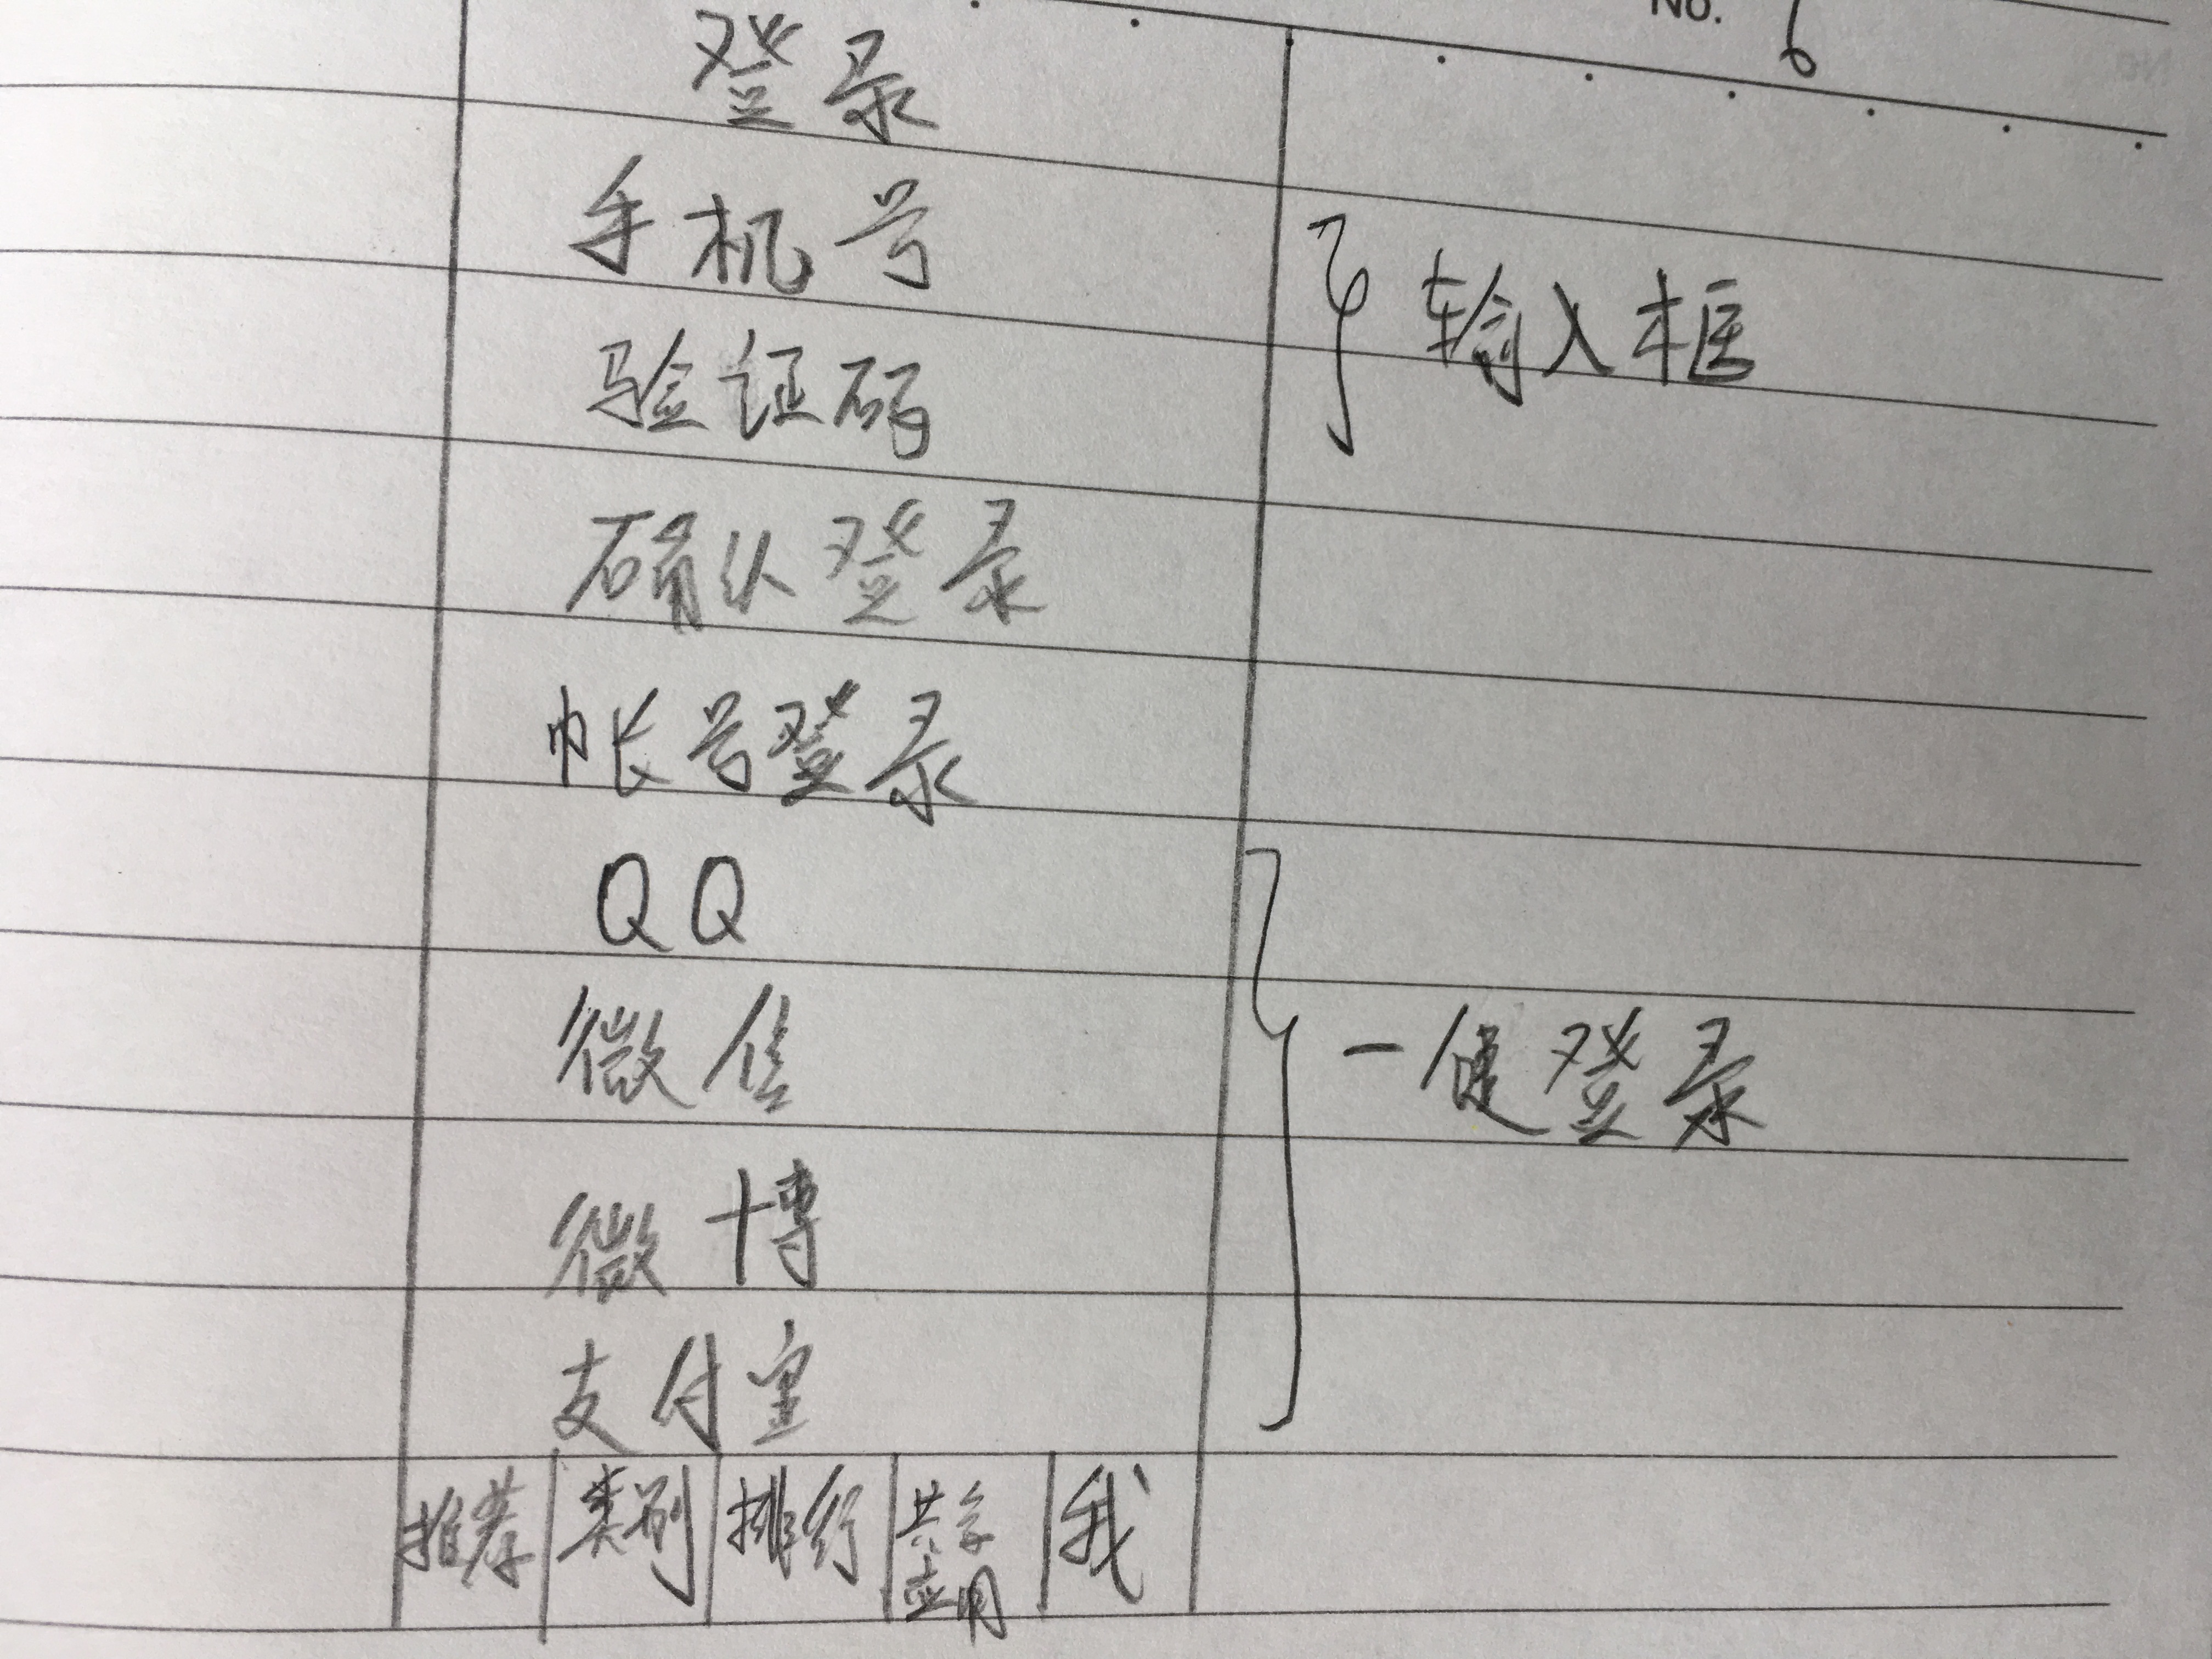 No. 6
登录
手机号
输入框
验证码
确认登录
帐号登录
QQ
微信
一健登录
微博
支付宝
推荐 类别 排行 共享应用 我